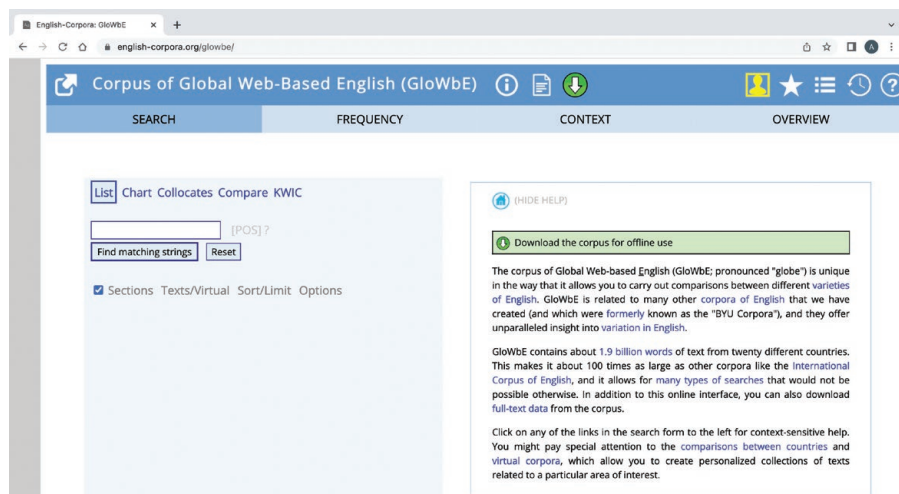 English-Corpora: GloWbE
english-corpora.org/glowbe/
A
Corpus of Global Web-Based English (GloWbE)
SEARCH
FREQUENCY
CONTEXT
OVERVIEW
List Chart Collocates Compare KWIC
[POS] ?
Find matching strings Reset
Sections Texts/Virtual Sort/Limit Options
(HIDE HELP)
Download the corpus for offline use
The corpus of Global Web-based English (GloWbE; pronounced "globe") is unique
in the way that it allows you to carry out comparisons between different varieties
of English. GloWbE is related to many other corpora of English that we have
created (and which were formerly known as the "BYU Corpora"), and they offer
unparalleled insight into variation in English.
GloWbE contains about 1.9 billion words of text from twenty different countries.
This makes it about 100 times as large as other corpora like the International
Corpus of English, and it allows for many types of searches that would not be
possible otherwise. In addition to this online interface, you can also download
full-text data from the corpus.
Click on any of the links in the search form to the left for context-sensitive help.
You might pay special attention to the comparisons between countries and
virtual corpora, which allow you to create personalized collections of texts
related to a particular area of interest.